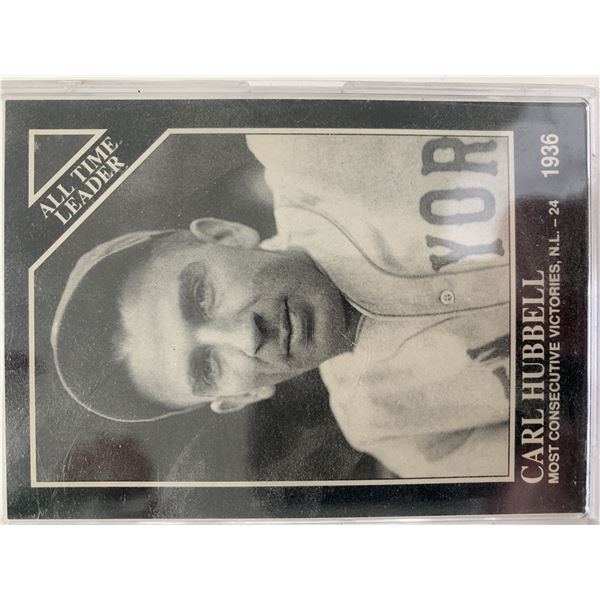 ALL TIME
LEADER
YOR
CARL HUBBELL
MOST CONSECUTIVE VICTORIES, N.L. – 24 1936